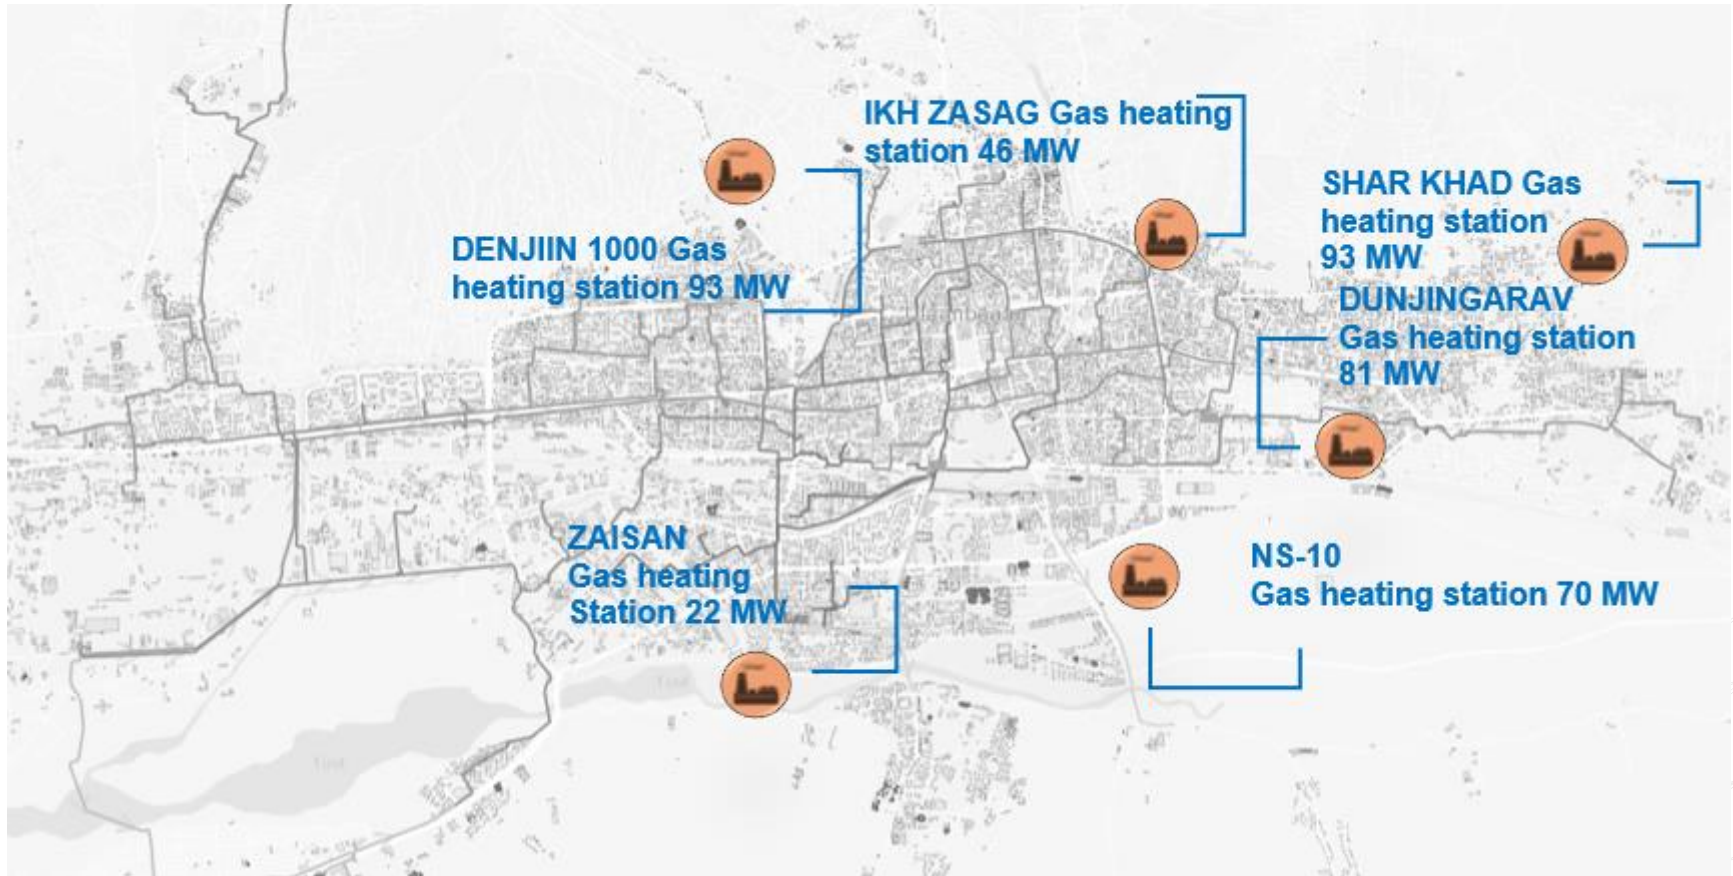 IKH ZASAG Gas heating
station 46 MW
SHAR KHAD Gas
heating station
93 MW
DENJIIN 1000 Gas
heating station 93 MW
DUNJINGARAV
Gas heating station
81 MW
ZAISAN
Gas heating
Station 22 MW
NS-10
Gas heating station 70 MW